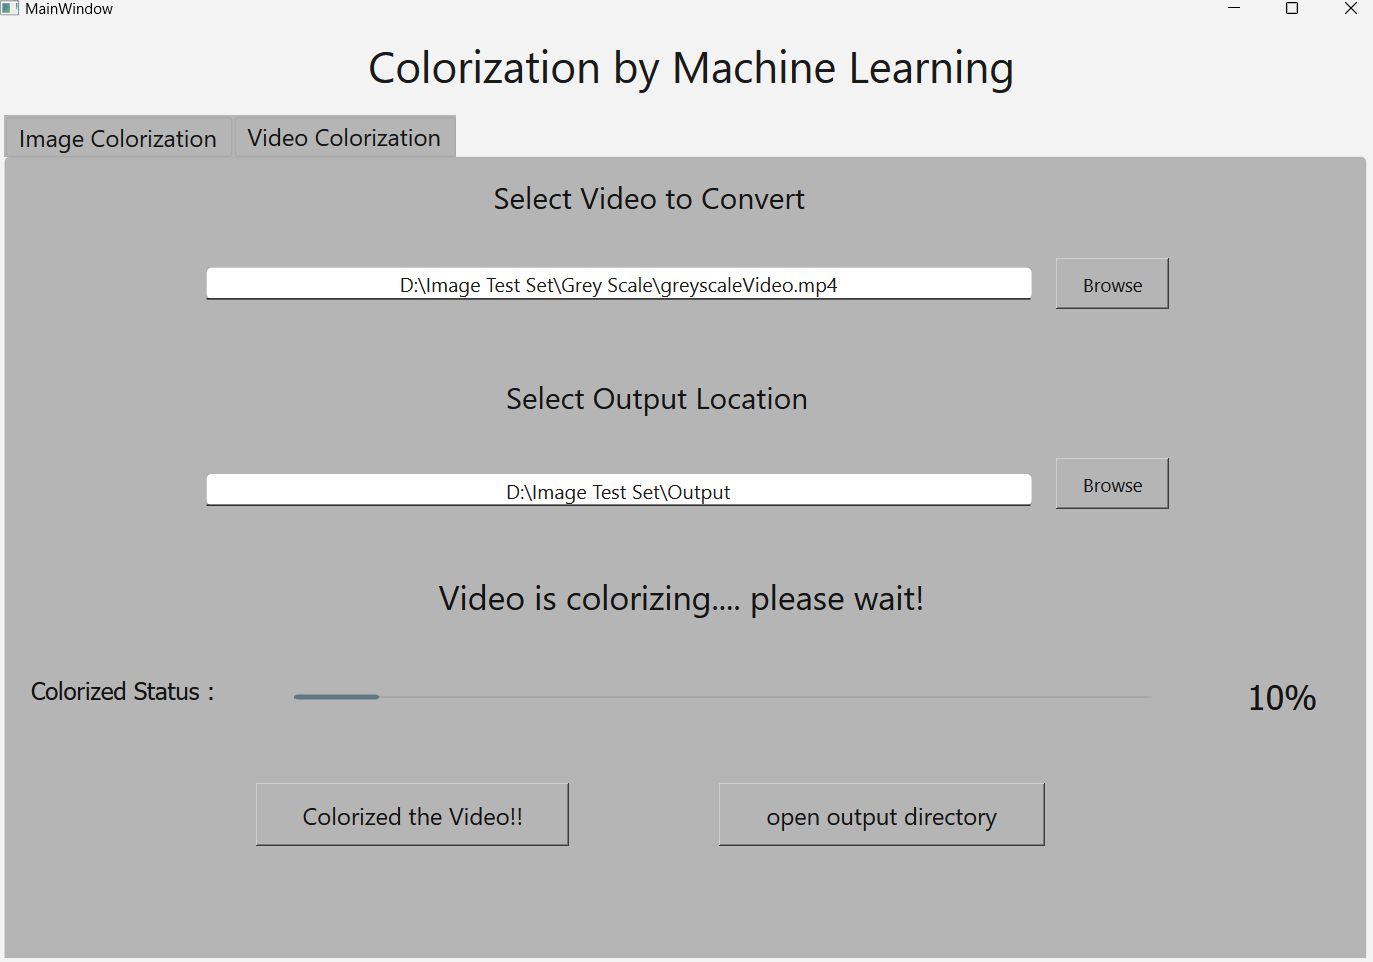 MainWindow
Colorization by Machine Learning
Image Colorization Video Colorization
Select Video to Convert
D:\Image Test Set\Grey Scale\greyscaleVideo.mp4 Browse
Select Output Location
D:\Image Test Set\Output Browse
Video is colorizing.... please wait!
Colorized Status : 10%
Colorized the Video!! open output directory